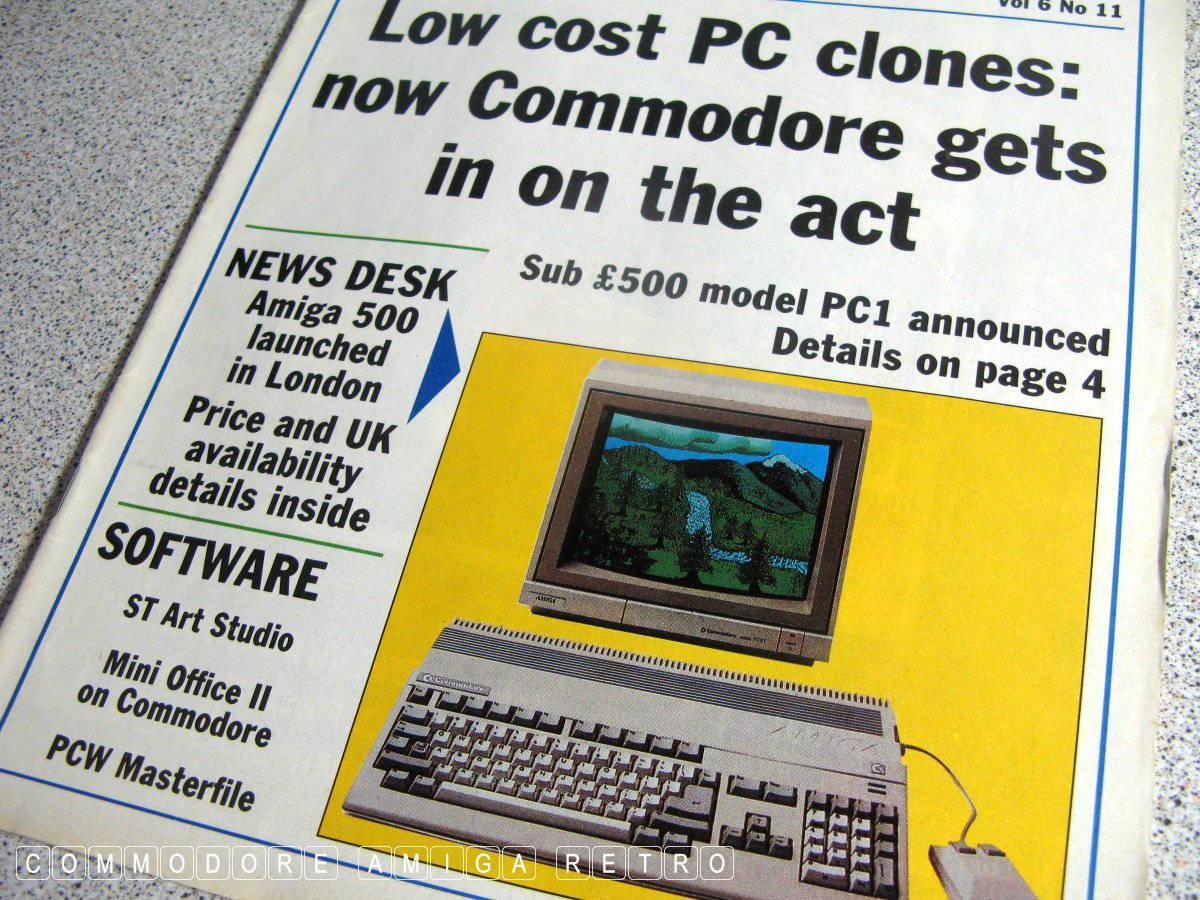 Vol 6 No 11
Low cost PC clones:
now Commodore gets
in on the act
Sub £500 model PC1 announced
Details on page 4
NEWS DESK
Amiga 500
launched
in London
Price and UK
availability
details inside
SOFTWARE
ST Art Studio
Mini Office II
on Commodore
PCW Masterfile
AMIGA
Commodore
Commodore
AMIGA
COMMODORE AMIGA RETRO